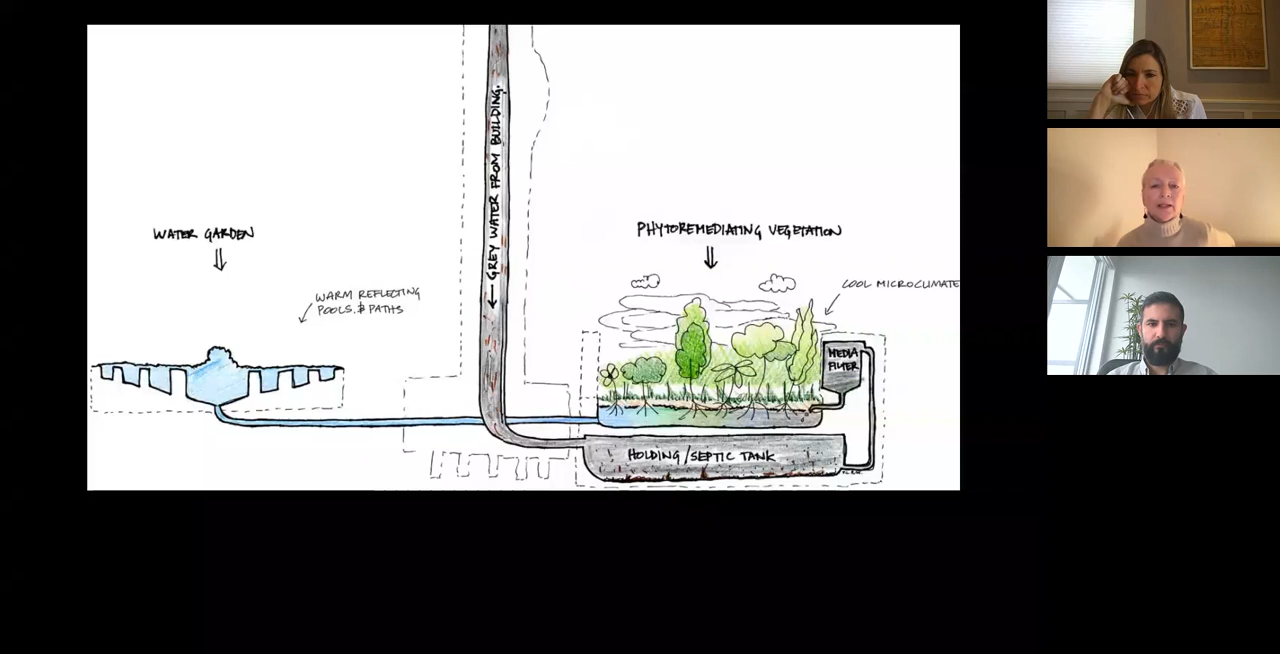 WATER GARDEN
WARM REFLECTING
POOLS & PATHS
GREY WATER FROM BUILDING.
PHYTOREMEDIATING VEGETATION
COOL MICROCLIMATE
MEDIA
FILTER
HOLDING/SEPTIC TANK